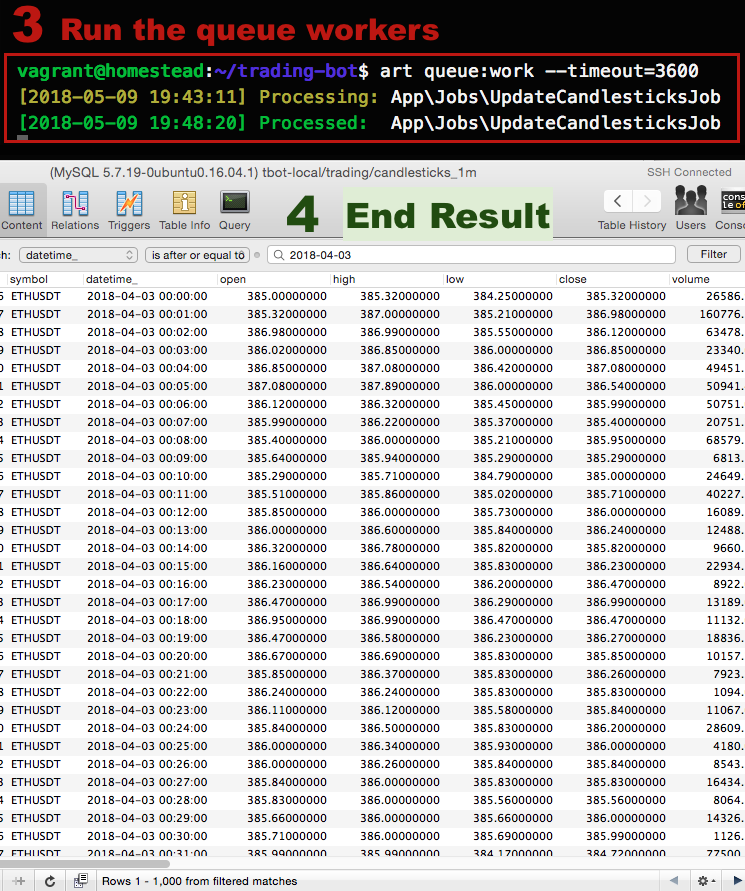 3 Run the queue workers
vagrant@homestead:~/trading-bot$ art queue:work --timeout=3600
[2018-05-09 19:43:11] Processing: App\Jobs\UpdateCandlesticksJob
[2018-05-09 19:48:20] Processed: App\Jobs\UpdateCandlesticksJob
(MySQL 5.7.19-0ubuntu0.16.04.1) tbot-local/trading/candlesticks_1m SSH Connected
4 End Result
Content Relations Triggers Table Info Query Table History Users
datetime_ is after or equal to 2018-04-03 Filter
symbol datetime_ open high low close volume
ETHUSDT 2018-04-03 00:00:00 385.00000000 385.32000000 384.25000000 385.32000000 26586.
ETHUSDT 2018-04-03 00:01:00 385.32000000 387.00000000 385.21000000 386.98000000 160776.
ETHUSDT 2018-04-03 00:02:00 386.98000000 386.99000000 385.55000000 386.12000000 63478.
ETHUSDT 2018-04-03 00:03:00 386.02000000 386.85000000 386.00000000 386.85000000 23340.
ETHUSDT 2018-04-03 00:04:00 386.85000000 387.08000000 386.42000000 387.08000000 49451.
ETHUSDT 2018-04-03 00:05:00 387.08000000 387.89000000 386.00000000 386.54000000 50941.
ETHUSDT 2018-04-03 00:06:00 386.12000000 386.32000000 385.45000000 385.99000000 50751.
ETHUSDT 2018-04-03 00:07:00 385.99000000 386.22000000 385.37000000 385.40000000 20751.
ETHUSDT 2018-04-03 00:08:00 385.40000000 386.00000000 385.21000000 385.95000000 68579.
ETHUSDT 2018-04-03 00:09:00 385.64000000 385.94000000 385.29000000 385.29000000 6813.
ETHUSDT 2018-04-03 00:10:00 385.29000000 385.71000000 384.79000000 385.00000000 24649.
ETHUSDT 2018-04-03 00:11:00 385.51000000 385.86000000 385.02000000 385.71000000 40227.
ETHUSDT 2018-04-03 00:12:00 385.85000000 386.00000000 385.73000000 386.00000000 16089.
ETHUSDT 2018-04-03 00:13:00 386.00000000 386.60000000 385.84000000 386.24000000 12488.
ETHUSDT 2018-04-03 00:14:00 386.32000000 386.78000000 385.82000000 385.82000000 9660.
ETHUSDT 2018-04-03 00:15:00 386.16000000 386.64000000 385.83000000 386.23000000 22934.
ETHUSDT 2018-04-03 00:16:00 386.23000000 386.54000000 386.20000000 386.47000000 8922.
ETHUSDT 2018-04-03 00:17:00 386.47000000 386.99000000 386.29000000 386.99000000 13189.
ETHUSDT 2018-04-03 00:18:00 386.95000000 386.99000000 386.47000000 386.47000000 11132.
ETHUSDT 2018-04-03 00:19:00 386.47000000 386.58000000 386.23000000 386.27000000 18836.
ETHUSDT 2018-04-03 00:20:00 386.67000000 386.69000000 385.83000000 385.85000000 10157.
ETHUSDT 2018-04-03 00:21:00 385.85000000 386.37000000 385.83000000 386.26000000 7923.
ETHUSDT 2018-04-03 00:22:00 386.24000000 386.24000000 385.83000000 385.83000000 1094.
ETHUSDT 2018-04-03 00:23:00 386.11000000 386.12000000 385.58000000 385.84000000 11067.
ETHUSDT 2018-04-03 00:24:00 385.84000000 386.50000000 385.83000000 386.20000000 28609.
ETHUSDT 2018-04-03 00:25:00 386.00000000 386.34000000 385.93000000 386.00000000 4180.
ETHUSDT 2018-04-03 00:26:00 386.00000000 386.26000000 385.84000000 385.84000000 8543.
ETHUSDT 2018-04-03 00:27:00 385.84000000 386.00000000 385.83000000 385.83000000 16434.
ETHUSDT 2018-04-03 00:28:00 385.83000000 386.00000000 385.56000000 385.56000000 8064.
ETHUSDT 2018-04-03 00:29:00 385.66000000 386.00000000 385.66000000 386.00000000 14326.
ETHUSDT 2018-04-03 00:30:00 385.71000000 386.00000000 385.69000000 385.99000000 1126.
ETHUSDT 2018-04-03 00:31:00 385.99000000 385.99000000 384.17000000 384.72000000 77500.
Rows 1 - 1,000 from filtered matches